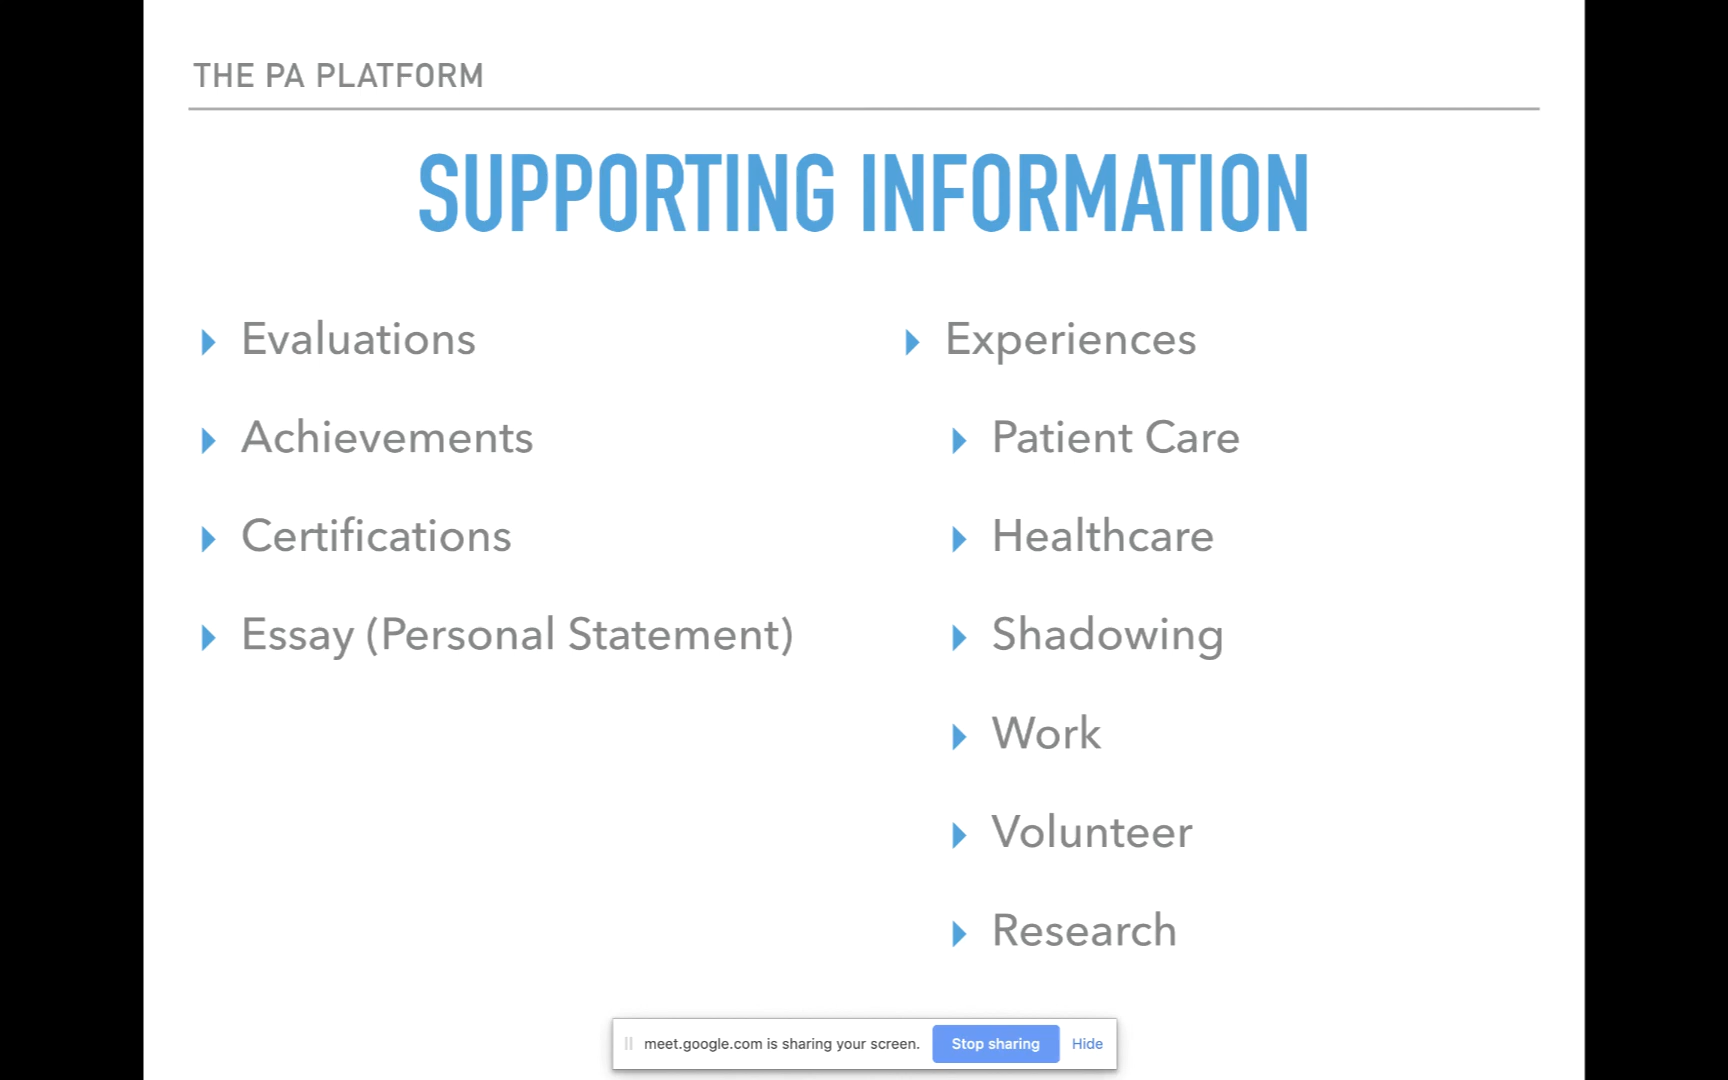 THE PA PLATFORM
SUPPORTING INFORMATION
Evaluations
Achievements
Certifications
Essay (Personal Statement)
Experiences
Patient Care
Healthcare
Shadowing
Work
Volunteer
Research
meet.google.com is sharing your screen. Stop sharing Hide